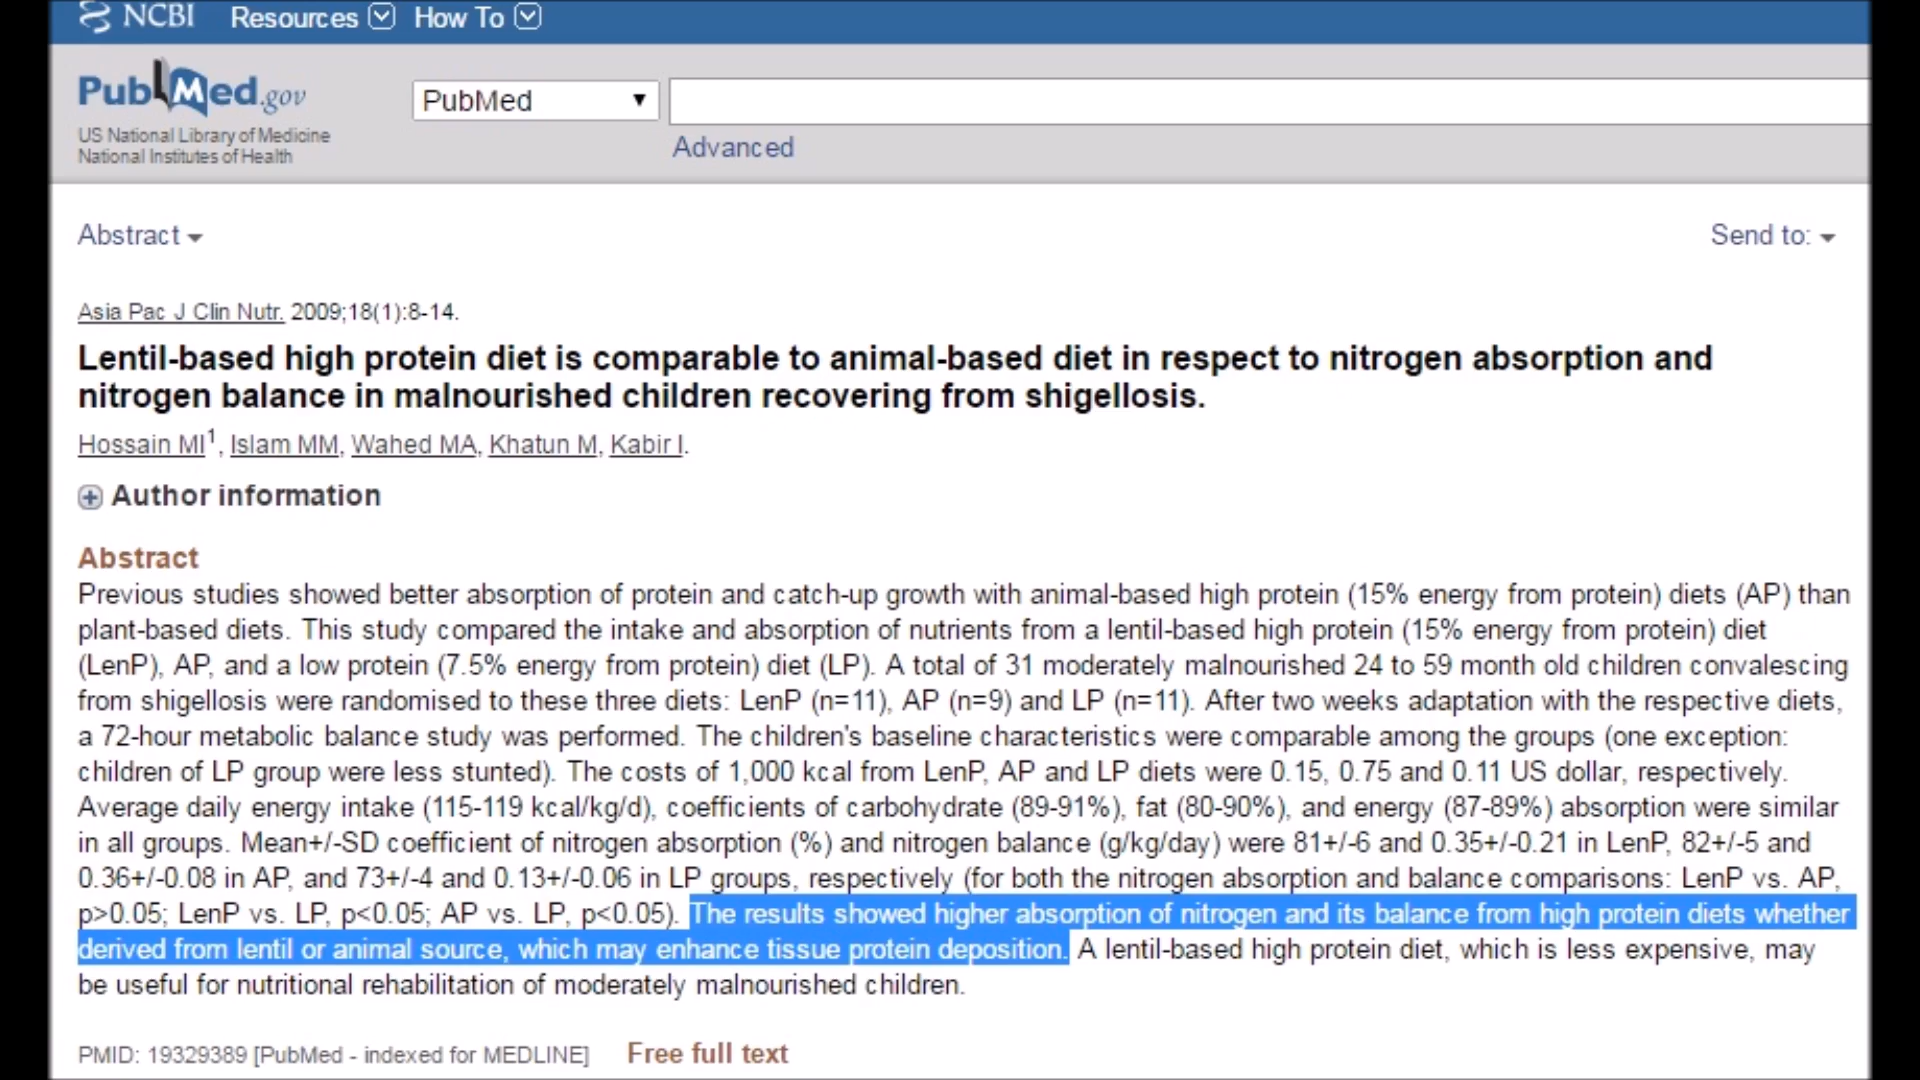 NCBI Resources How To
PubMed.gov
US National Library of Medicine
National Institutes of Health
PubMed
Advanced
Abstract
Send to:
Asia Pac J Clin Nutr. 2009;18(1):8-14.
Lentil-based high protein diet is comparable to animal-based diet in respect to nitrogen absorption and
nitrogen balance in malnourished children recovering from shigellosis.
Hossain MI1, Islam MM, Wahed MA, Khatun M, Kabir I.
Author information
Abstract
Previous studies showed better absorption of protein and catch-up growth with animal-based high protein (15% energy from protein) diets (AP) than
plant-based diets. This study compared the intake and absorption of nutrients from a lentil-based high protein (15% energy from protein) diet
(LenP), AP, and a low protein (7.5% energy from protein) diet (LP). A total of 31 moderately malnourished 24 to 59 month old children convalescing
from shigellosis were randomised to these three diets: LenP (n=11), AP (n=9) and LP (n=11). After two weeks adaptation with the respective diets,
a 72-hour metabolic balance study was performed. The children's baseline characteristics were comparable among the groups (one exception:
children of LP group were less stunted). The costs of 1,000 kcal from LenP, AP and LP diets were 0.15, 0.75 and 0.11 US dollar, respectively.
Average daily energy intake (115-119 kcal/kg/d), coefficients of carbohydrate (89-91%), fat (80-90%), and energy (87-89%) absorption were similar
in all groups. Mean+/-SD coefficient of nitrogen absorption (%) and nitrogen balance (g/kg/day) were 81+/-6 and 0.35+/-0.21 in LenP, 82+/-5 and
0.36+/-0.08 in AP, and 73+/-4 and 0.13+/-0.06 in LP groups, respectively (for both the nitrogen absorption and balance comparisons: LenP vs. AP,
p>0.05; LenP vs. LP, p<0.05; AP vs. LP, p<0.05). The results showed higher absorption of nitrogen and its balance from high protein diets whether
derived from lentil or animal source, which may enhance tissue protein deposition. A lentil-based high protein diet, which is less expensive, may
be useful for nutritional rehabilitation of moderately malnourished children.
PMID: 19329389 [PubMed - indexed for MEDLINE] Free full text